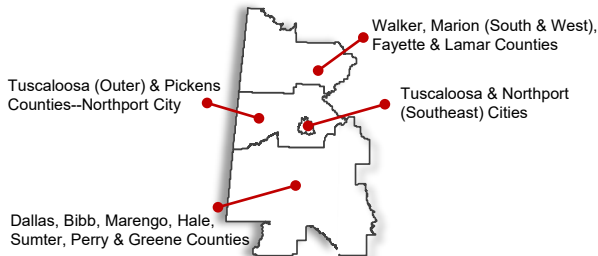 Walker, Marion (South & West),
Fayette & Lamar Counties
Tuscaloosa (Outer) & Pickens
Counties--Northport City
Tuscaloosa & Northport
(Southeast) Cities
Dallas, Bibb, Marengo, Hale,
Sumter, Perry & Greene Counties